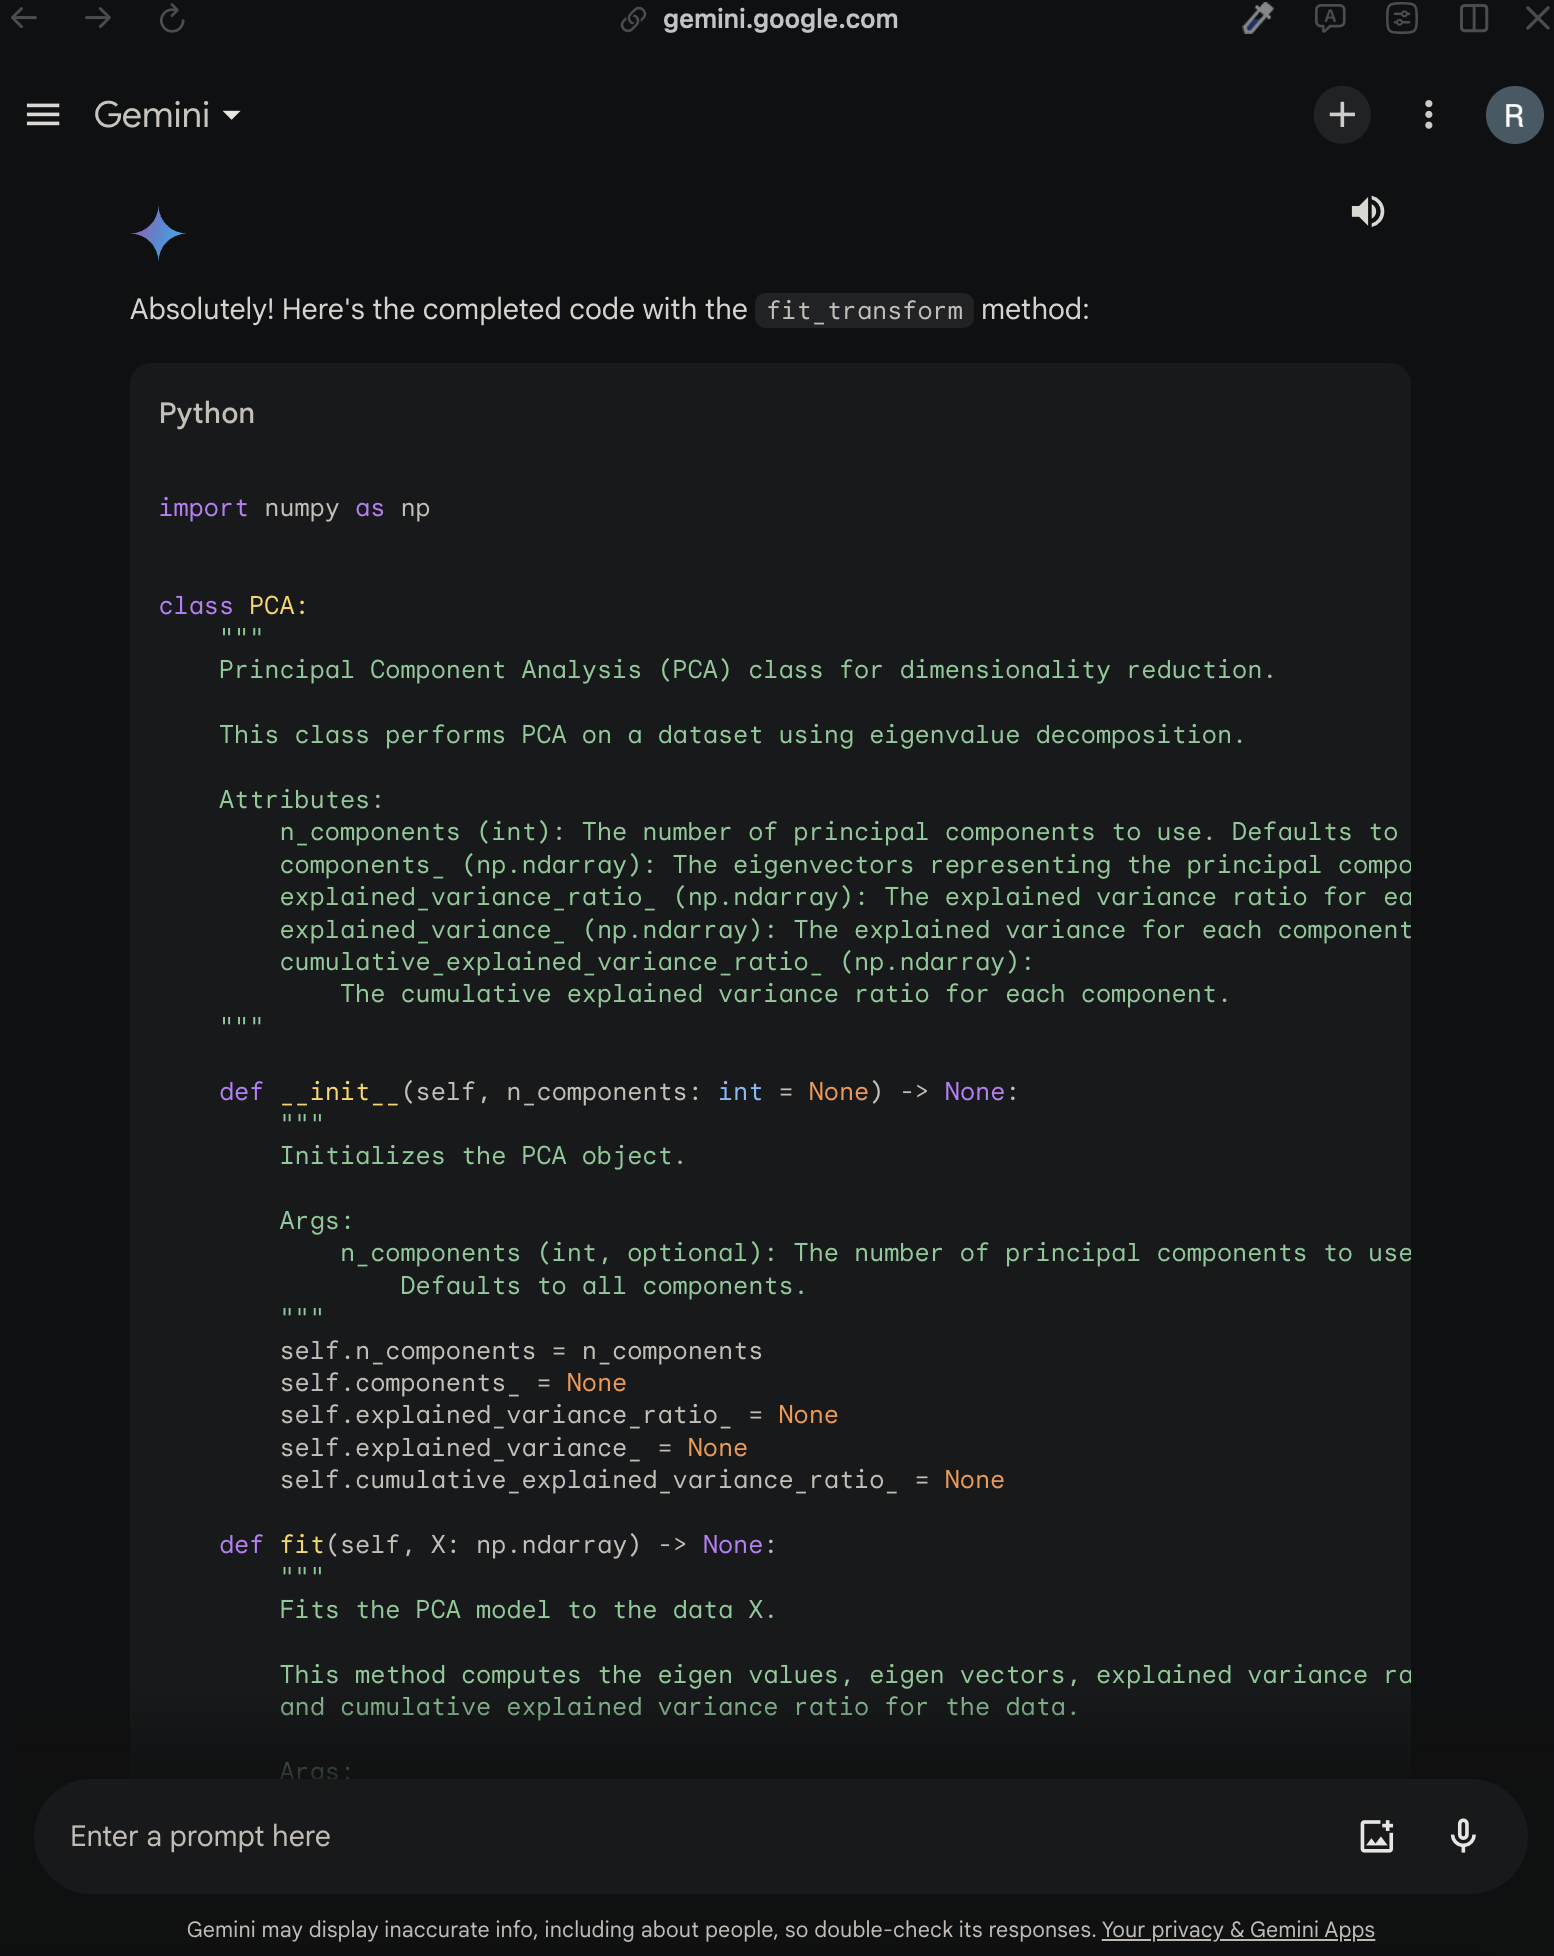 gemini.google.com
A
Gemini
R
Absolutely! Here's the completed code with the fit_transform method:
Python
import numpy as np
class PCA:
"""
Principal Component Analysis (PCA) class for dimensionality reduction.
This class performs PCA on a dataset using eigenvalue decomposition.
Attributes:
n_components (int): The number of principal components to use. Defaults to
components_ (np.ndarray): The eigenvectors representing the principal compo
explained_variance_ratio_ (np.ndarray): The explained variance ratio for ea
explained_variance_ (np.ndarray): The explained variance for each component
cumulative_explained_variance_ratio_ (np.ndarray):
The cumulative explained variance ratio for each component.
"""
def __init__(self, n_components: int = None) -> None:
"""
Initializes the PCA object.
Args:
n_components (int, optional): The number of principal components to use
Defaults to all components.
"""
self.n_components = n_components
self.components_ = None
self.explained_variance_ratio_ = None
self.explained_variance_ = None
self.cumulative_explained_variance_ratio_ = None
def fit(self, X: np.ndarray) -> None:
"""
Fits the PCA model to the data X.
This method computes the eigen values, eigen vectors, explained variance ra
and cumulative explained variance ratio for the data.
Args:
Enter a prompt here
Gemini may display inaccurate info, including about people, so double-check its responses. Your privacy & Gemini Apps